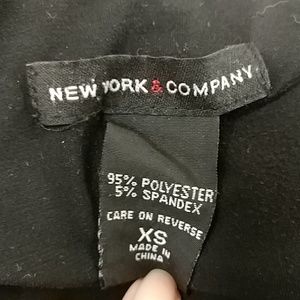 NEW YORK & COMPANY
95% POLYESTER
5% SPANDEX
CARE ON REVERSE
XS
MADE IN
CHINA